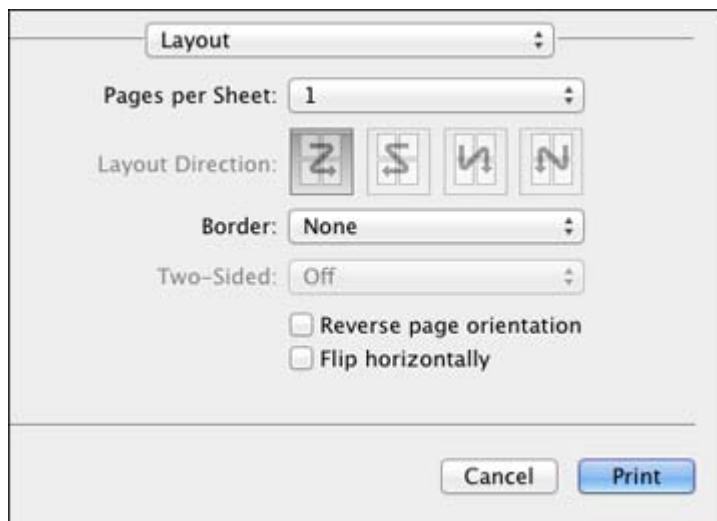 Layout
Pages per Sheet: 1
Layout Direction:
Border: None
Two-Sided: Off
Reverse page orientation
Flip horizontally
Cancel Print